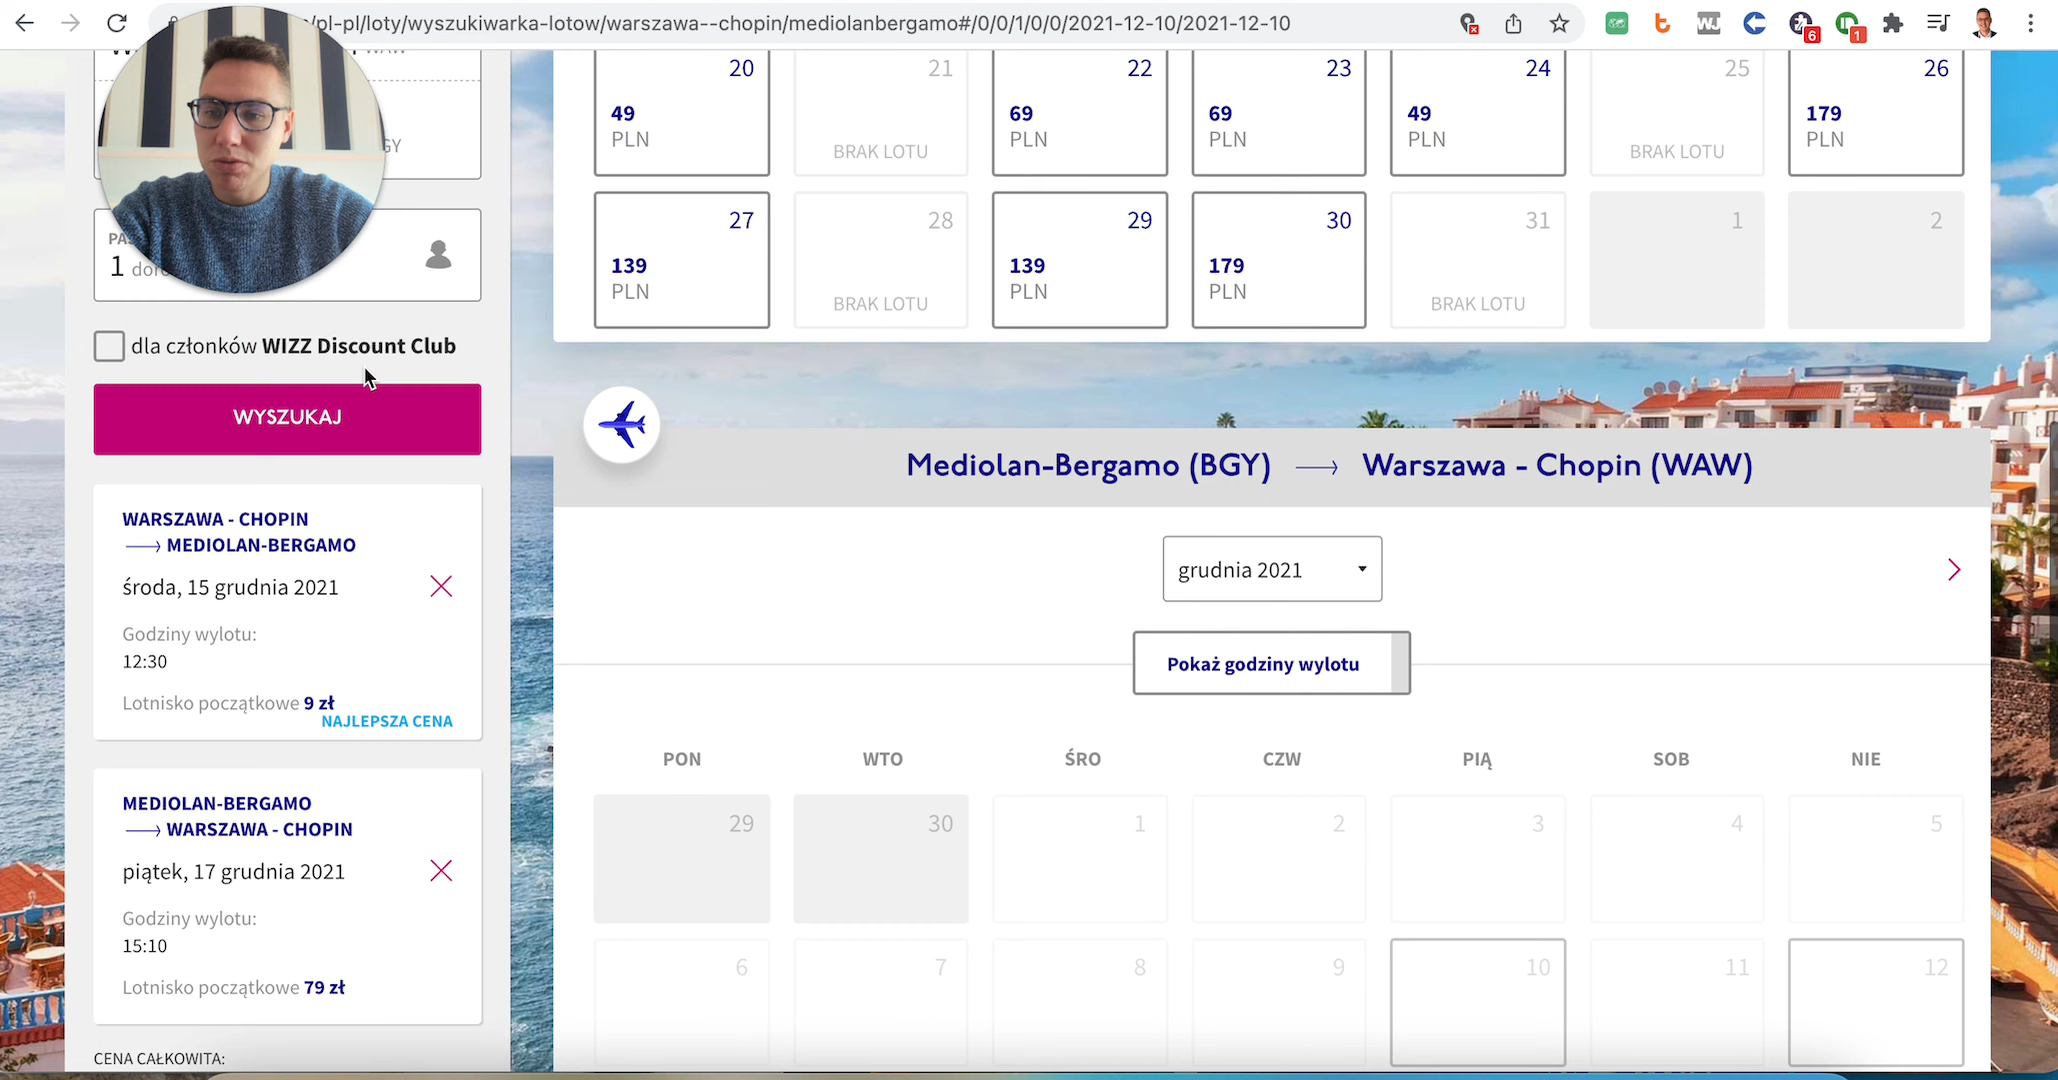 /pl-pl/loty/wyszukiwarka-lotow/warszawa--chopin/mediolanbergamo#/0/0/1/0/0/2021-12-10/2021-12-10
WJ
6
1
WAW
GY
1
dla członków WIZZ Discount Club
WYSZUKAJ
WARSZAWA - CHOPIN
MEDIOLAN-BERGAMO
środa, 15 grudnia 2021
Godziny wylotu:
12:30
Lotnisko początkowe 9 zł
NAJLEPSZA CENA
MEDIOLAN-BERGAMO
WARSZAWA - CHOPIN
piątek, 17 grudnia 2021
Godziny wylotu:
15:10
Lotnisko początkowe 79 zł
CENA CAŁKOWITA:
20 21 22 23 24 25 26
49 69 69 49 179
PLN BRAK LOTU PLN PLN PLN BRAK LOTU PLN
27 28 29 30 31 1 2
139 139 179
PLN BRAK LOTU PLN PLN BRAK LOTU
Mediolan-Bergamo (BGY) Warszawa - Chopin (WAW)
grudnia 2021
Pokaż godziny wylotu
PON WTO ŚRO CZW PIĄ SOB NIE
29 30 1 2 3 4 5
6 7 8 9 10 11 12